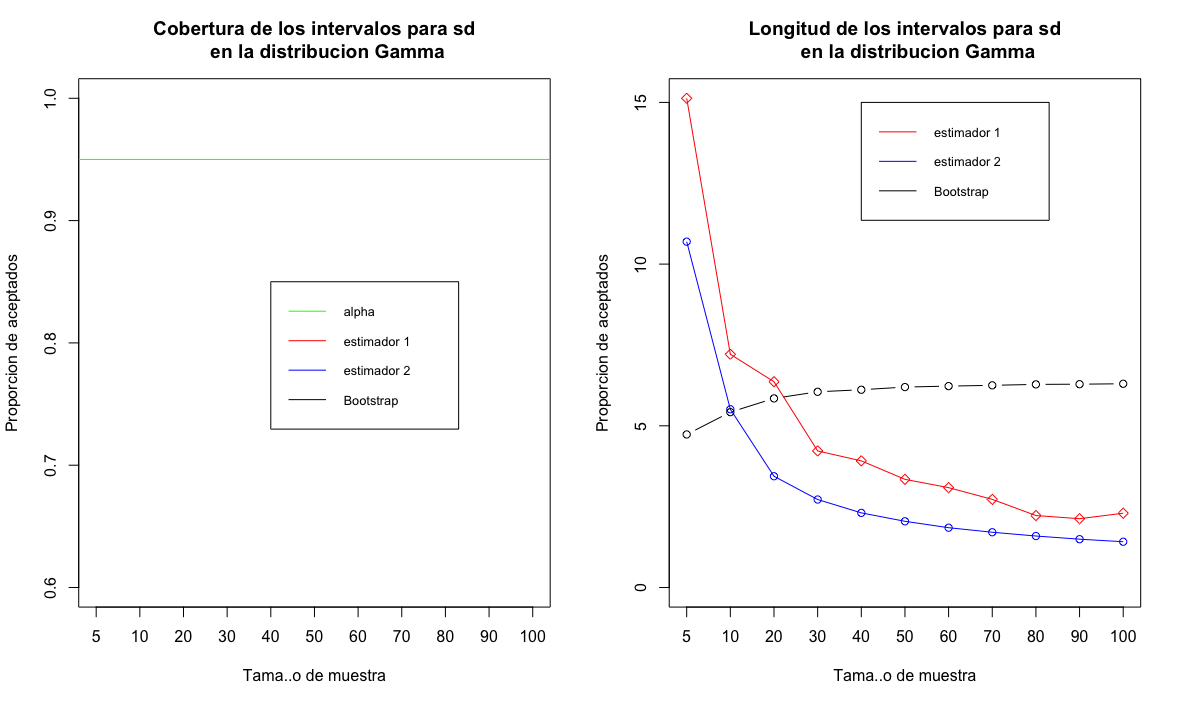 Cobertura de los intervalos para sd
en la distribucion Gamma
Proporcion de aceptados
1.0
0.9
0.8
0.7
0.6
alpha
estimador 1
estimador 2
Bootstrap
5 10 20 30 40 50 60 70 80 90 100
Tama..o de muestra
Longitud de los intervalos para sd
en la distribucion Gamma
Proporcion de aceptados
15
10
5
0
estimador 1
estimador 2
Bootstrap
5 10 20 30 40 50 60 70 80 90 100
Tama..o de muestra